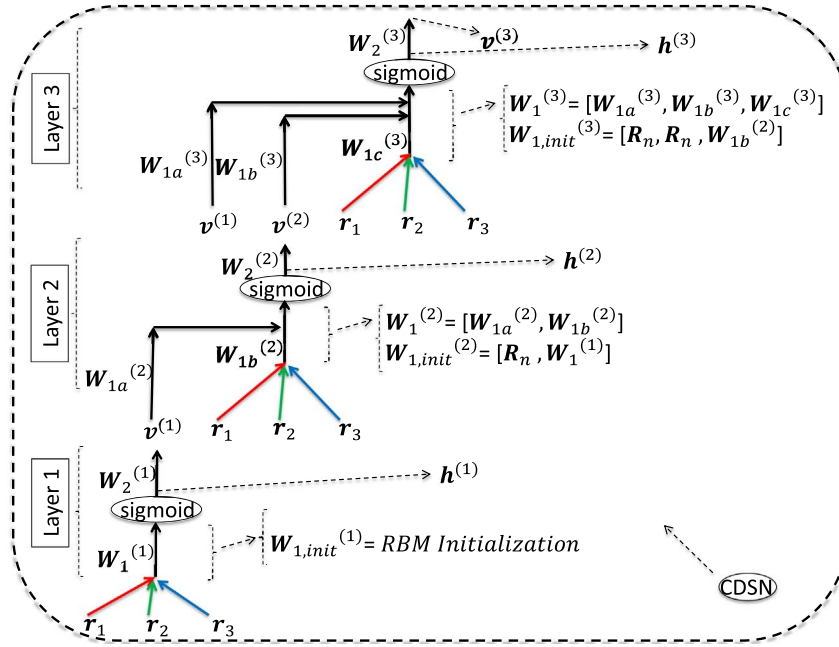 Layer 3
W₂⁽³⁾
v⁽³⁾
h⁽³⁾
sigmoid
W₁⁽³⁾= [W₁ₐ⁽³⁾, W₁b⁽³⁾, W₁c⁽³⁾]
W₁,init⁽³⁾= [Rₙ, Rₙ , W₁b⁽²⁾]
W₁ₐ⁽³⁾
W₁b⁽³⁾
W₁c⁽³⁾
v⁽¹⁾
v⁽²⁾
r₁
r₂
r₃
Layer 2
W₂⁽²⁾
h⁽²⁾
sigmoid
W₁⁽²⁾= [W₁ₐ⁽²⁾, W₁b⁽²⁾]
W₁,init⁽²⁾= [Rₙ , W₁⁽¹⁾]
W₁ₐ⁽²⁾
W₁b⁽²⁾
v⁽¹⁾
r₁
r₂
r₃
Layer 1
W₂⁽¹⁾
h⁽¹⁾
sigmoid
W₁⁽¹⁾
W₁,init⁽¹⁾= RBM Initialization
r₁
r₂
r₃
CDSN